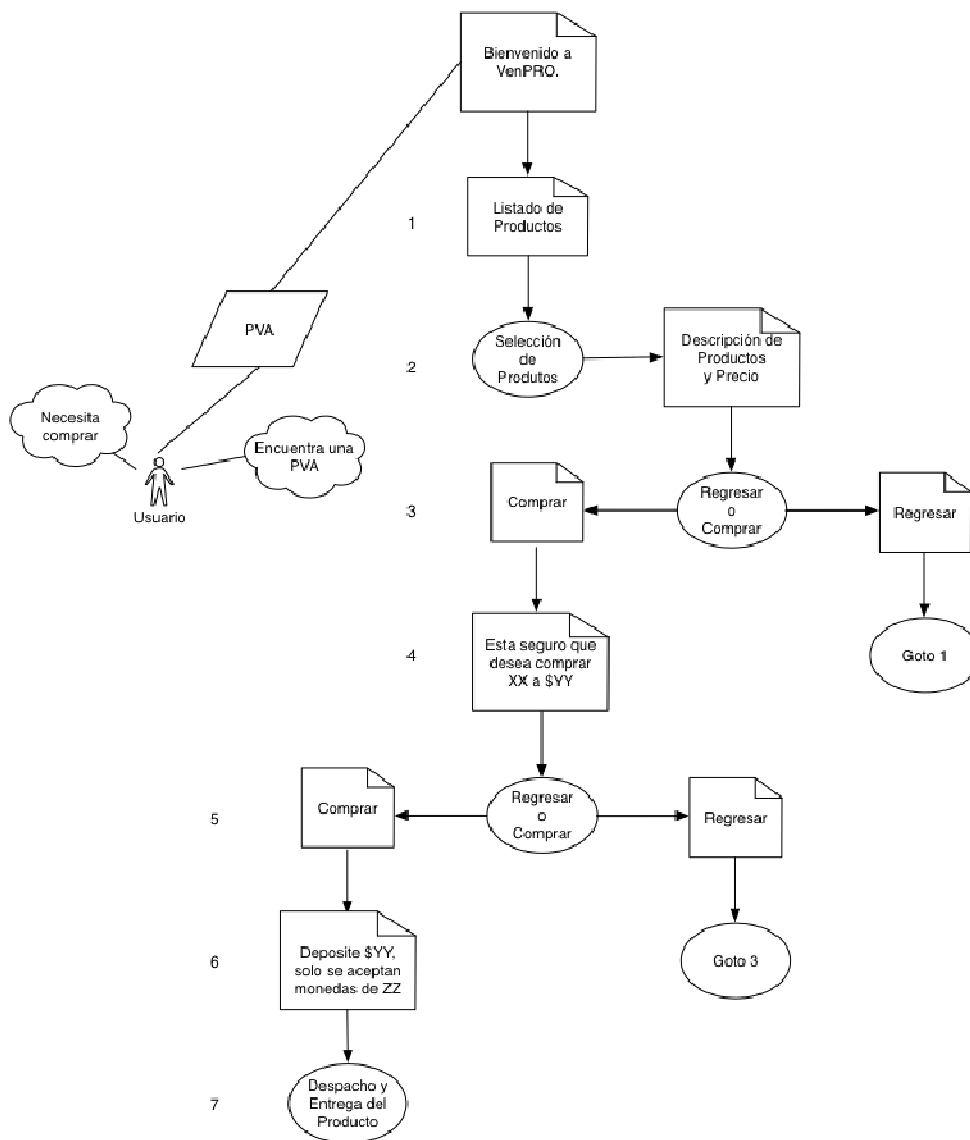 Bienvenido a
VenPRO.
1
Listado de
Productos
PVA
2
Selección
de
Produtos
Descripción de
Productos
y Precio
Necesita
comprar
Encuentra una
PVA
Usuario
3
Comprar
Regresar
o
Comprar
Regresar
4
Esta seguro que
desea comprar
XX a $YY
Goto 1
5
Comprar
Regresar
o
Comprar
Regresar
6
Deposite $YY,
solo se aceptan
monedas de ZZ
Goto 3
7
Despacho y
Entrega del
Producto